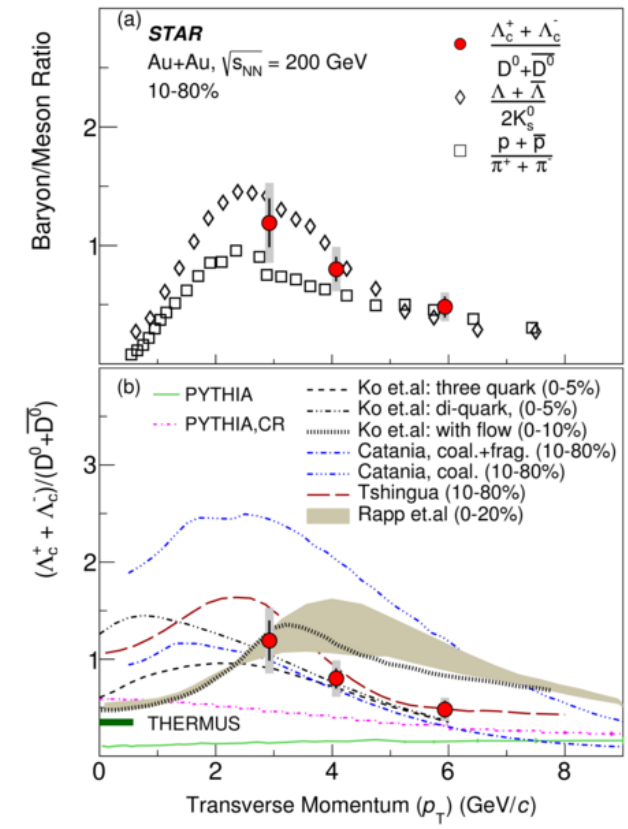 (a)
STAR
Au+Au, √s_NN = 200 GeV
10-80%
Λc⁺ + Λc⁻
D⁰+D̅⁰
Λ + Λ̅
2Ks⁰
p + p̅
π⁺ + π⁻
Baryon/Meson Ratio
2
1
(b)
PYTHIA
PYTHIA,CR
Ko et.al: three quark (0-5%)
Ko et.al: di-quark, (0-5%)
Ko et.al: with flow (0-10%)
Catania, coal.+frag. (10-80%)
Catania, coal. (10-80%)
Tshingua (10-80%)
Rapp et.al (0-20%)
(Λc⁺ + Λc⁻)/(D⁰+D̅⁰)
3
2
1
THERMUS
0
2
4
6
8
Transverse Momentum (p_T) (GeV/c)